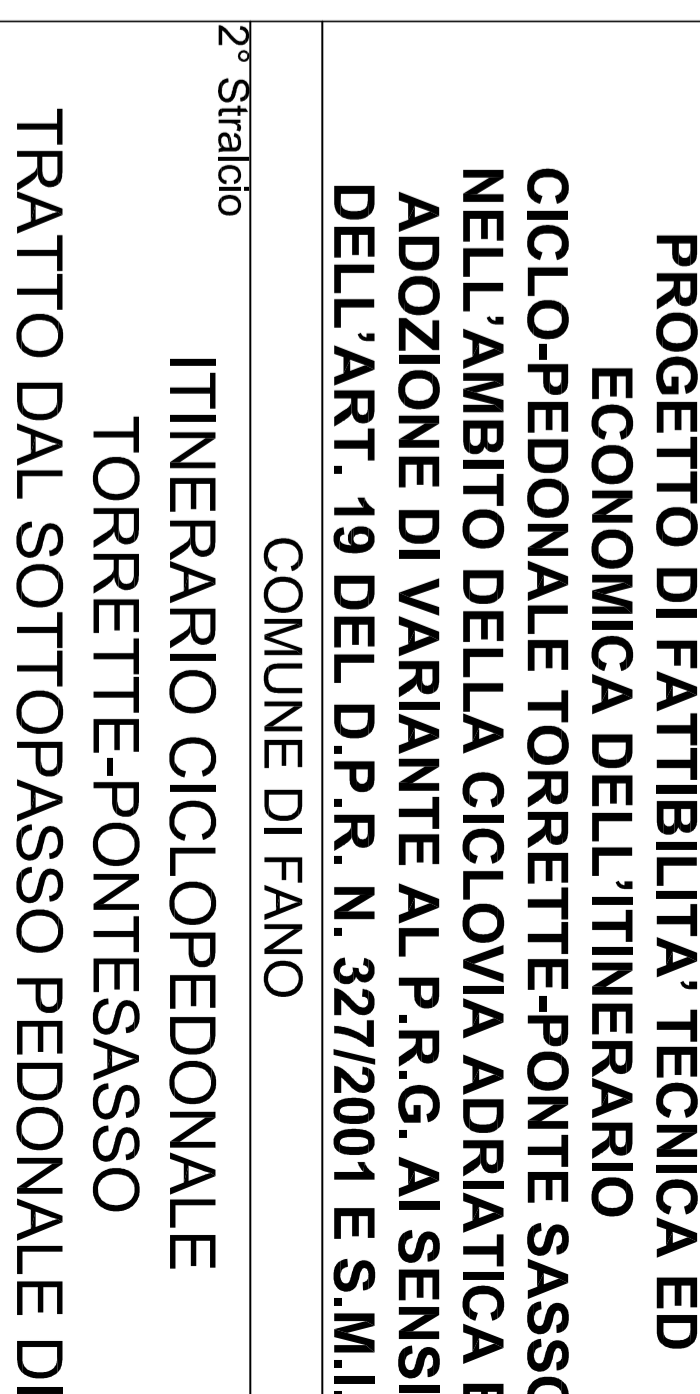 PROGETTO DI FATTIBILITA’ TECNICA ED
ECONOMICA DELL’ITINERARIO
CICLO-PEDONALE TORRETTE-PONTE SASSO
NELL’AMBITO DELLA CICLOVIA ADRIATICA E
ADOZIONE DI VARIANTE AL P.R.G. AI SENSI
DELL’ART. 19 DEL D.P.R. N. 327/2001 E S.M.I.
COMUNE DI FANO
2° Stralcio
ITINERARIO CICLOPEDONALE
TORRETTE-PONTESASSO
TRATTO DAL SOTTOPASSO PEDONALE DI